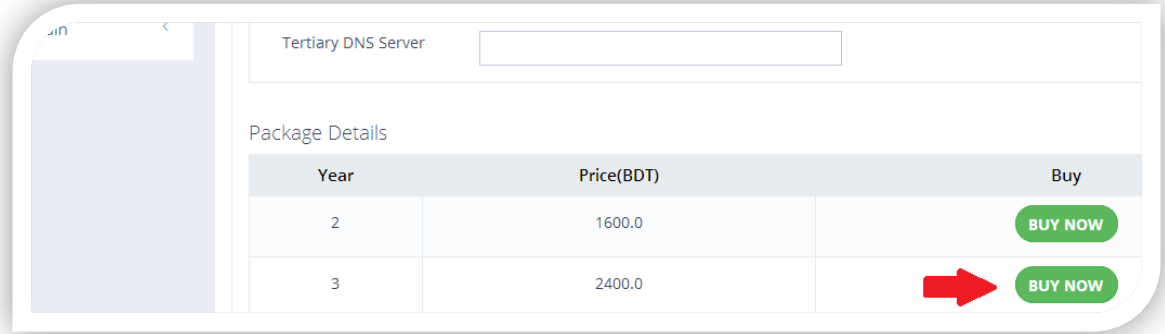 Tertiary DNS Server
Package Details
Year Price(BDT) Buy
2 1600.0 BUY NOW
3 2400.0 BUY NOW